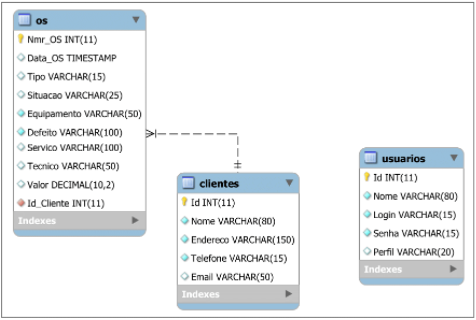 os
Nmr_OS INT(11)
Data_OS TIMESTAMP
Tipo VARCHAR(15)
Situacao VARCHAR(25)
Equipamento VARCHAR(50)
Defeito VARCHAR(100)
Servico VARCHAR(100)
Tecnico VARCHAR(50)
Valor DECIMAL(10,2)
Id_Cliente INT(11)
Indexes
clientes
Id INT(11)
Nome VARCHAR(80)
Endereco VARCHAR(150)
Telefone VARCHAR(15)
Email VARCHAR(50)
Indexes
usuarios
Id INT(11)
Nome VARCHAR(80)
Login VARCHAR(15)
Senha VARCHAR(15)
Perfil VARCHAR(20)
Indexes